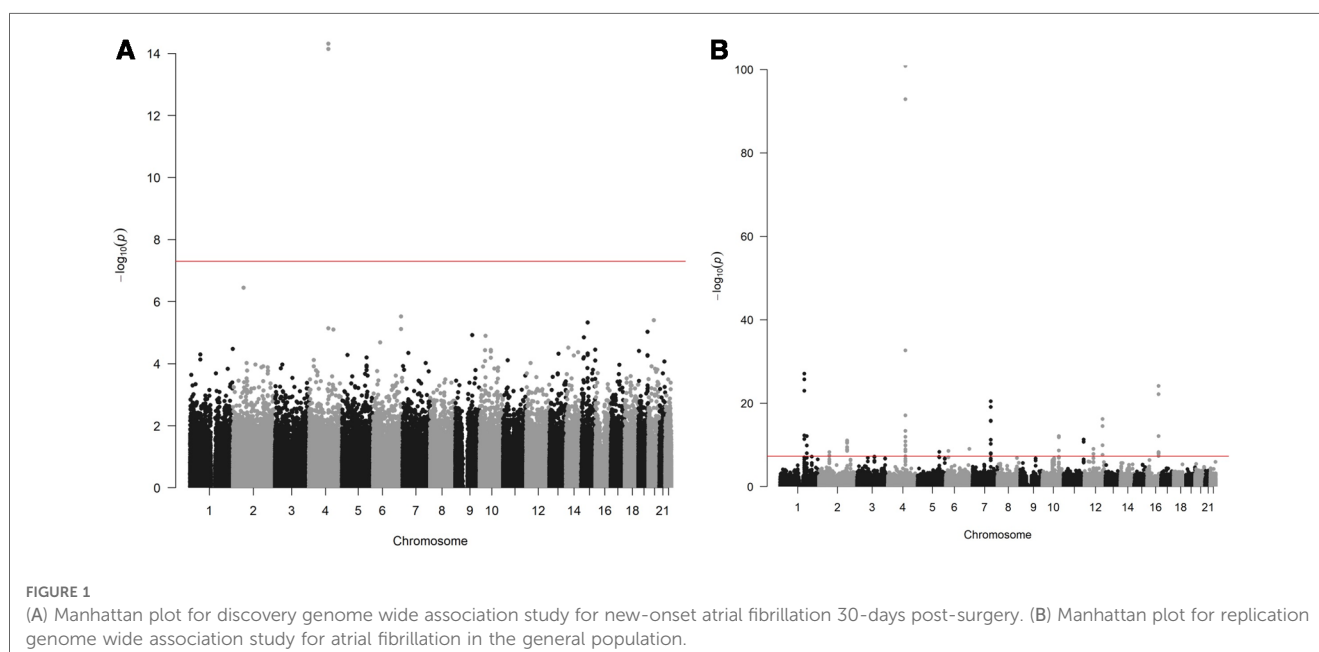 A
14
12
10
8
6
4
2
0
−log10(p)
1 2 3 4 5 6 7 8 9 10 12 14 16 18 21
Chromosome
B
100
80
60
40
20
0
−log10(p)
1 2 3 4 5 6 7 8 9 10 12 14 16 18 21
Chromosome
FIGURE 1
(A) Manhattan plot for discovery genome wide association study for new-onset atrial fibrillation 30-days post-surgery. (B) Manhattan plot for replication
genome wide association study for atrial fibrillation in the general population.